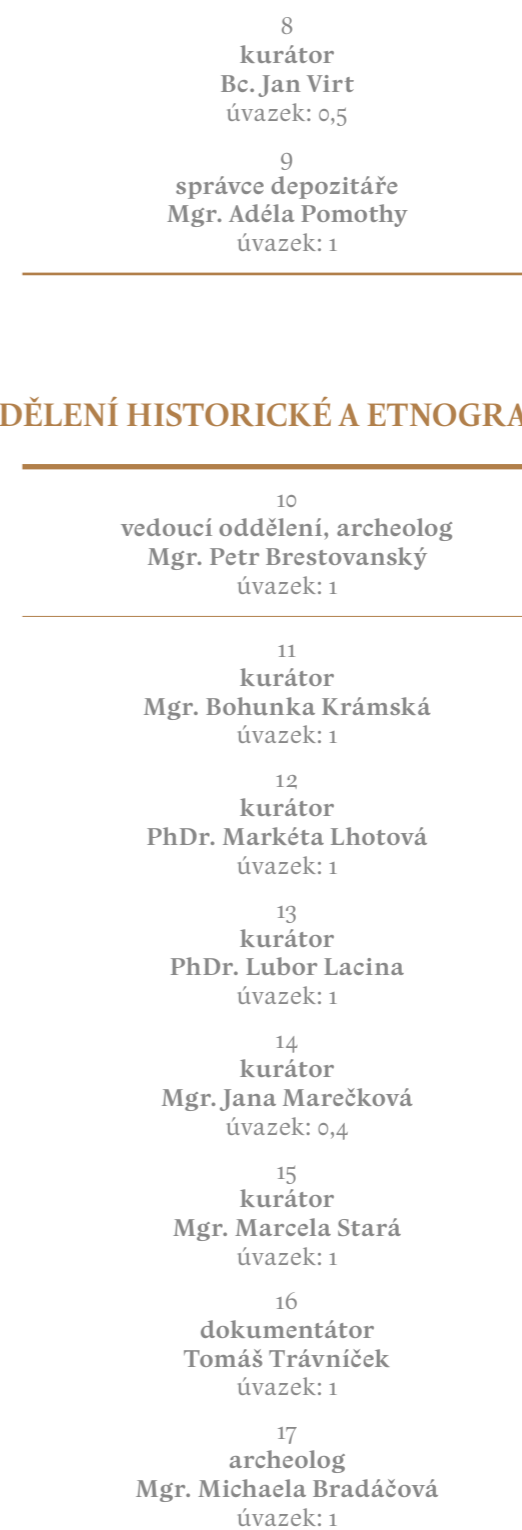 8
kurátor
Bc. Jan Virt
úvazek: 0,5
9
správce depozitáře
Mgr. Adéla Pomothy
úvazek: 1
DĚLENÍ HISTORICKÉ A ETNOGRA
10
vedoucí oddělení, archeolog
Mgr. Petr Brestovanský
úvazek: 1
11
kurátor
Mgr. Bohunka Krámská
úvazek: 1
12
kurátor
PhDr. Markéta Lhotová
úvazek: 1
13
kurátor
PhDr. Lubor Lacina
úvazek: 1
14
kurátor
Mgr. Jana Marečková
úvazek: 0,4
15
kurátor
Mgr. Marcela Stará
úvazek: 1
16
dokumentátor
Tomáš Trávníček
úvazek: 1
17
archeolog
Mgr. Michaela Bradáčová
úvazek: 1